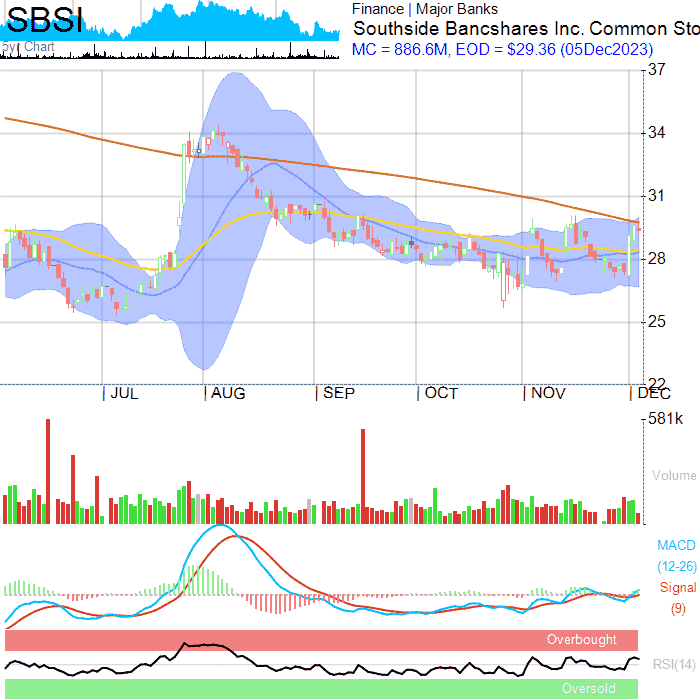 SBSI
5yr Chart
Finance | Major Banks
Southside Bancshares Inc. Common Sto
MC = 886.6M, EOD = $29.36 (05Dec2023)
37
34
31
28
25
22
JUL
AUG
SEP
OCT
NOV
DEC
581k
Volume
MACD
(12-26)
Signal
(9)
Overbought
RSI(14)
Oversold